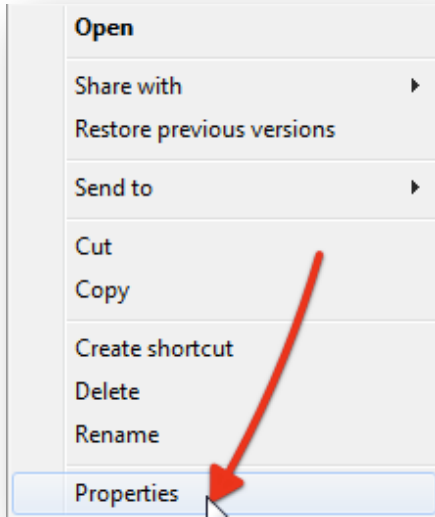 Open
Share with
Restore previous versions
Send to
Cut
Copy
Create shortcut
Delete
Rename
Properties